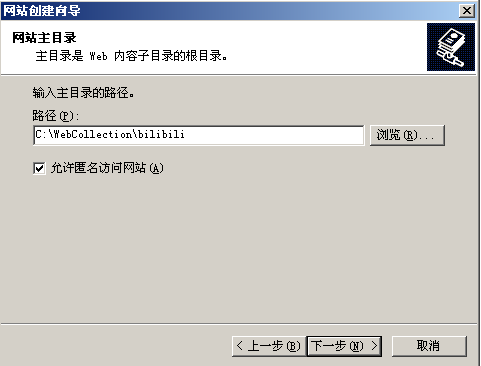 网站创建向导
网站主目录
主目录是 Web 内容子目录的根目录。
输入主目录的路径。
路径(P):
C:\WebCollection\bilibili
浏览(R)...
允许匿名访问网站(A)
< 上一步(B) 下一步(N) > 取消